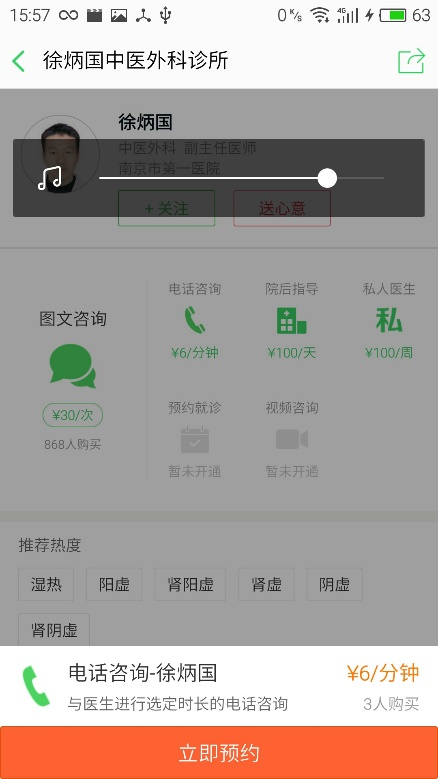 15:57 0 K/s 4G 63
徐炳国中医外科诊所
徐炳国
中医外科 副主任医师
南京市第一医院
+ 关注 送心意
图文咨询
¥30/次
868人购买
电话咨询 院后指导 私人医生
私
¥6/分钟 ¥100/天 ¥100/周
预约就诊 视频咨询
暂未开通 暂未开通
推荐热度
湿热 阳虚 肾阳虚 肾虚 阴虚
肾阴虚
电话咨询-徐炳国 ¥6/分钟
与医生进行选定时长的电话咨询 3人购买
立即预约